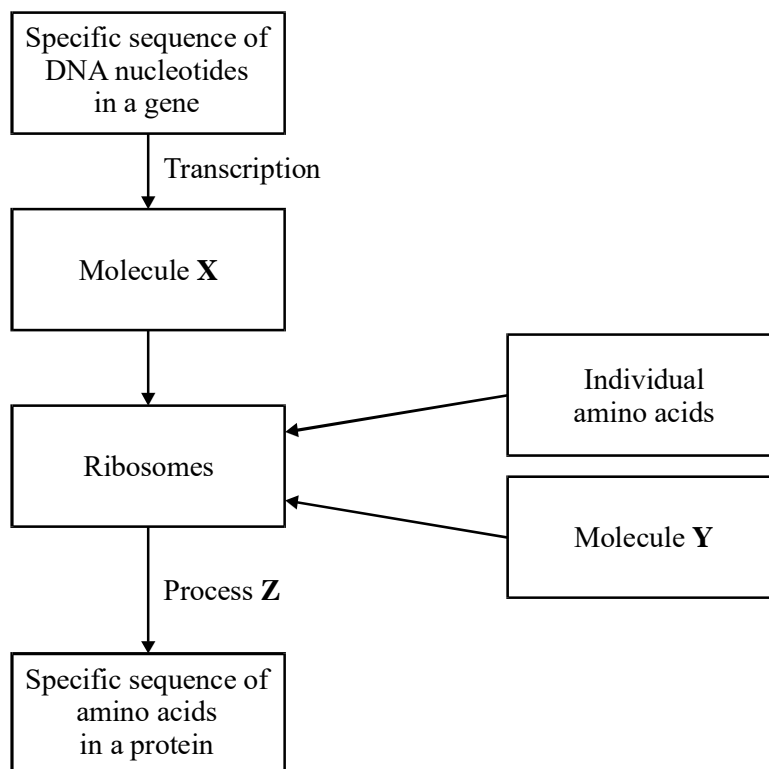 Specific sequence of
DNA nucleotides
in a gene
Transcription
Molecule X
Ribosomes
Individual
amino acids
Molecule Y
Process Z
Specific sequence of
amino acids
in a protein